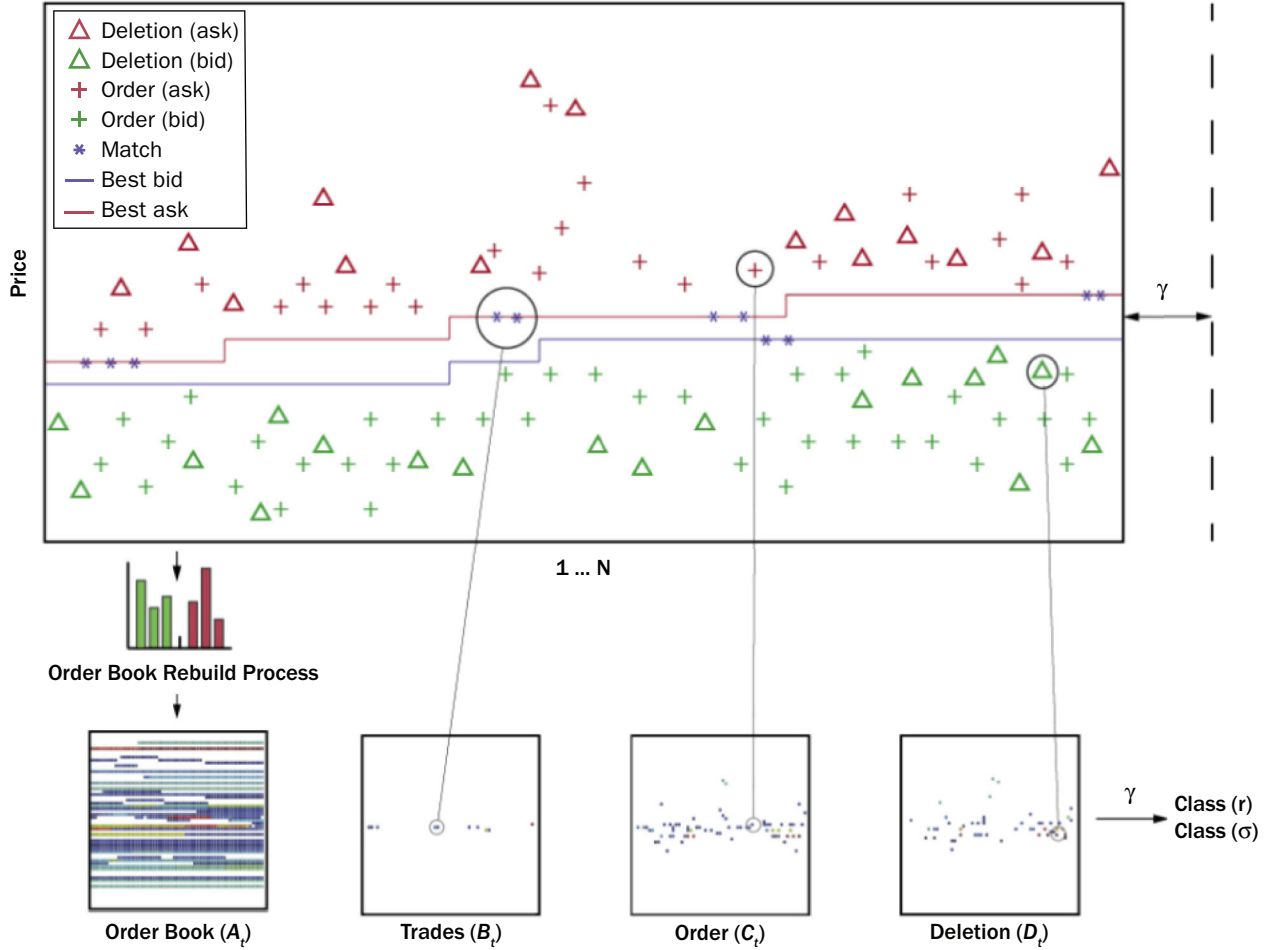 Deletion (ask)
Deletion (bid)
Order (ask)
Order (bid)
Match
Best bid
Best ask
Price
γ
1 ... N
Order Book Rebuild Process
γ
Class (r)
Class (σ)
Order Book (Aₜ)
Trades (Bₜ)
Order (Cₜ)
Deletion (Dₜ)